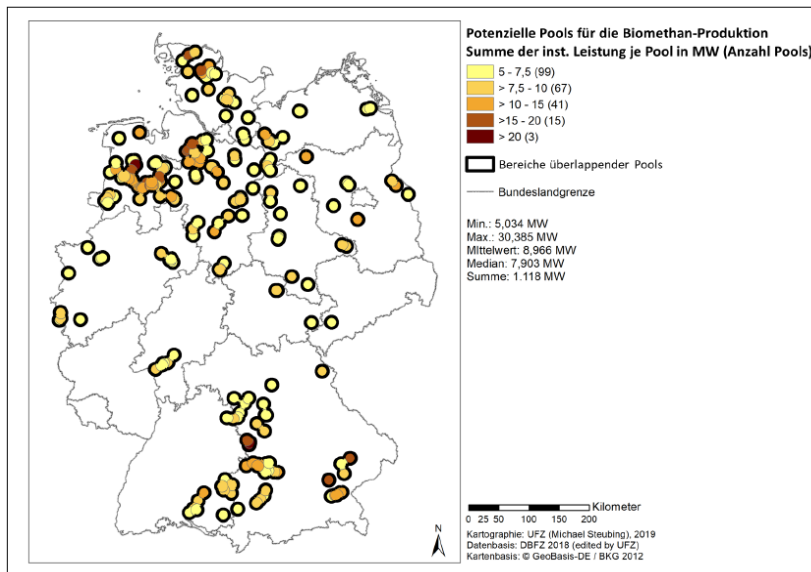 Potenzielle Pools für die Biomethan-Produktion
Summe der inst. Leistung je Pool in MW (Anzahl Pools)
5 - 7,5 (99)
> 7,5 - 10 (67)
> 10 - 15 (41)
>15 - 20 (15)
> 20 (3)
Bereiche überlappender Pools
Bundeslandgrenze
Min.: 5,034 MW
Max.: 30,385 MW
MIttelwert: 8,966 MW
Median: 7,903 MW
Summe: 1.118 MW
Kilometer
0 25 50 100 150 200
N
Kartographie: UFZ (Michael Steubing), 2019
Datenbasis: DBFZ 2018 (edited by UFZ)
Kartenbasis: © GeoBasis-DE / BKG 2012